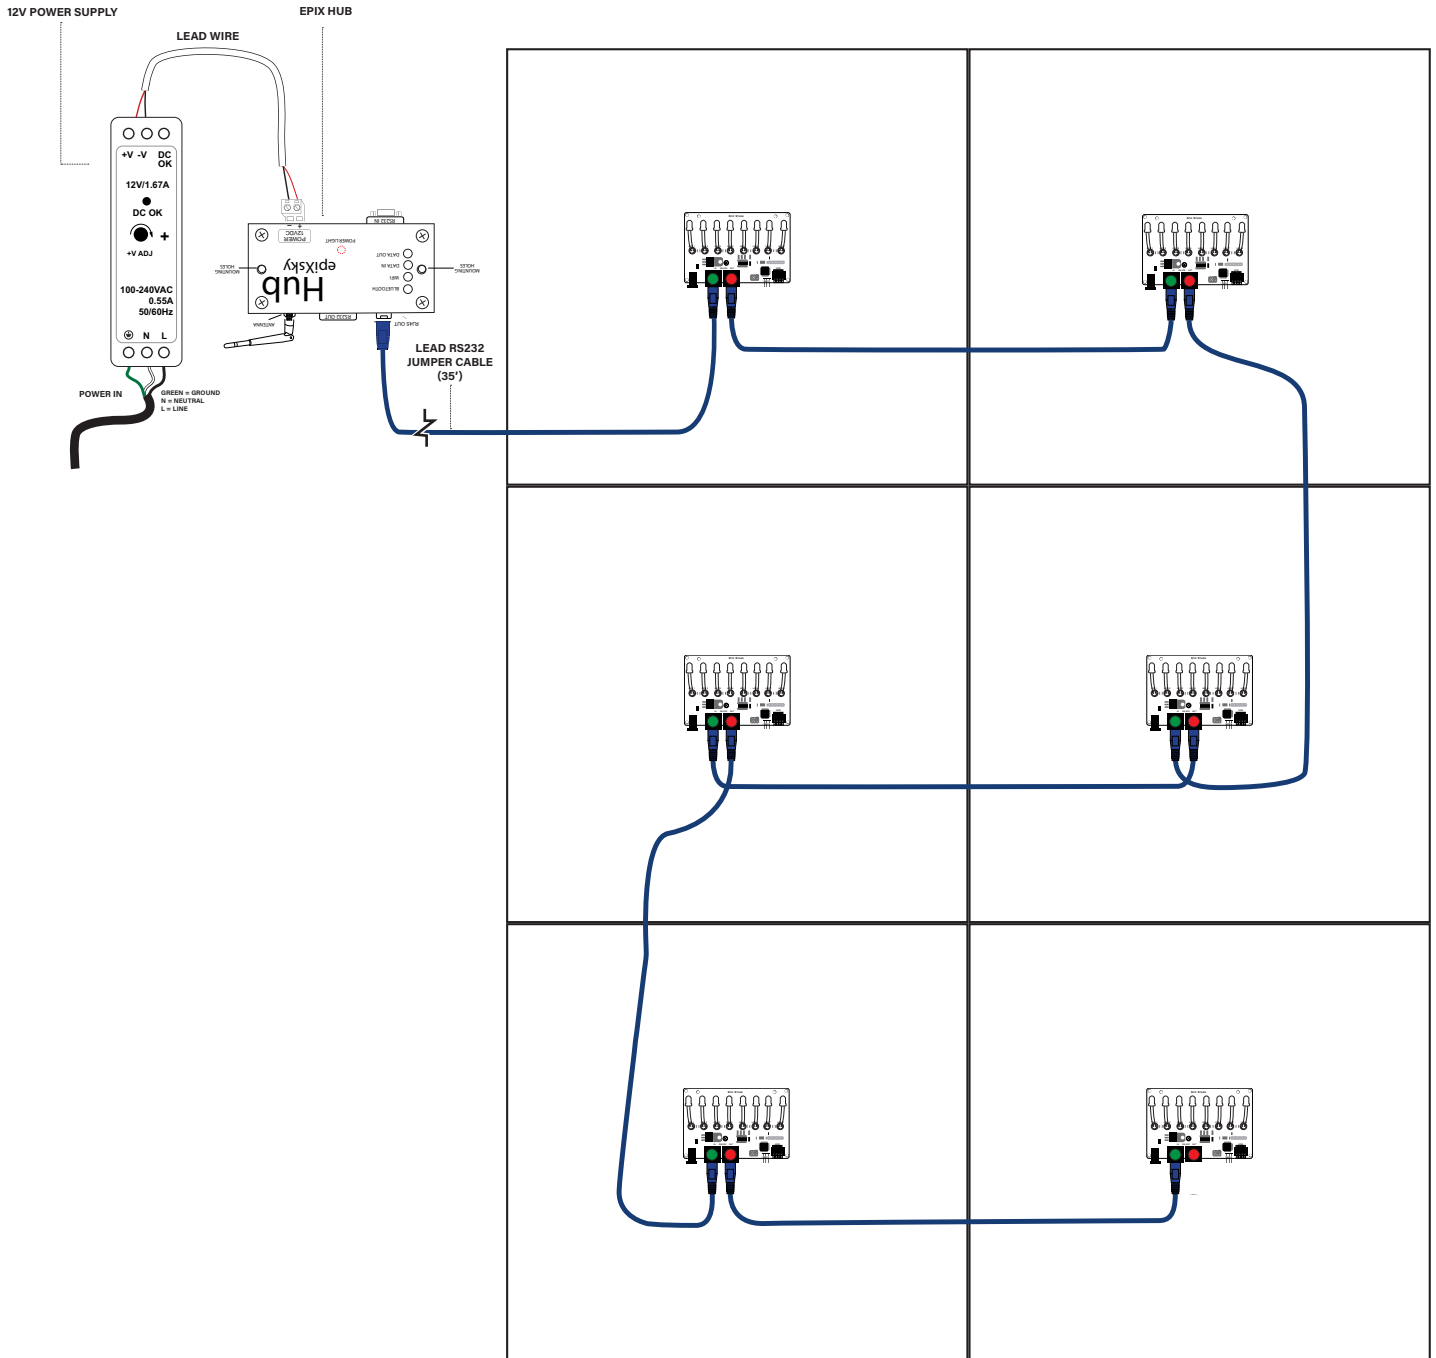 12V POWER SUPPLY
EPIX HUB
LEAD WIRE
+V -V DC
OK
12V/1.67A
DC OK
+
+V ADJ
100-240VAC
0.55A
50/60Hz
N L
POWER IN
GREEN = GROUND
N = NEUTRAL
L = LINE
RS232 IN
- +
POWER
12VDC
POWER LIGHT
DATA OUT
DATA IN
WIFI
BLUETOOTH
MOUNTING
HOLES
MOUNTING
HOLES
epiXsky
Hub
ANTENNA
RS232 OUT
RJ45 OUT
LEAD RS232
JUMPER CABLE
(35')